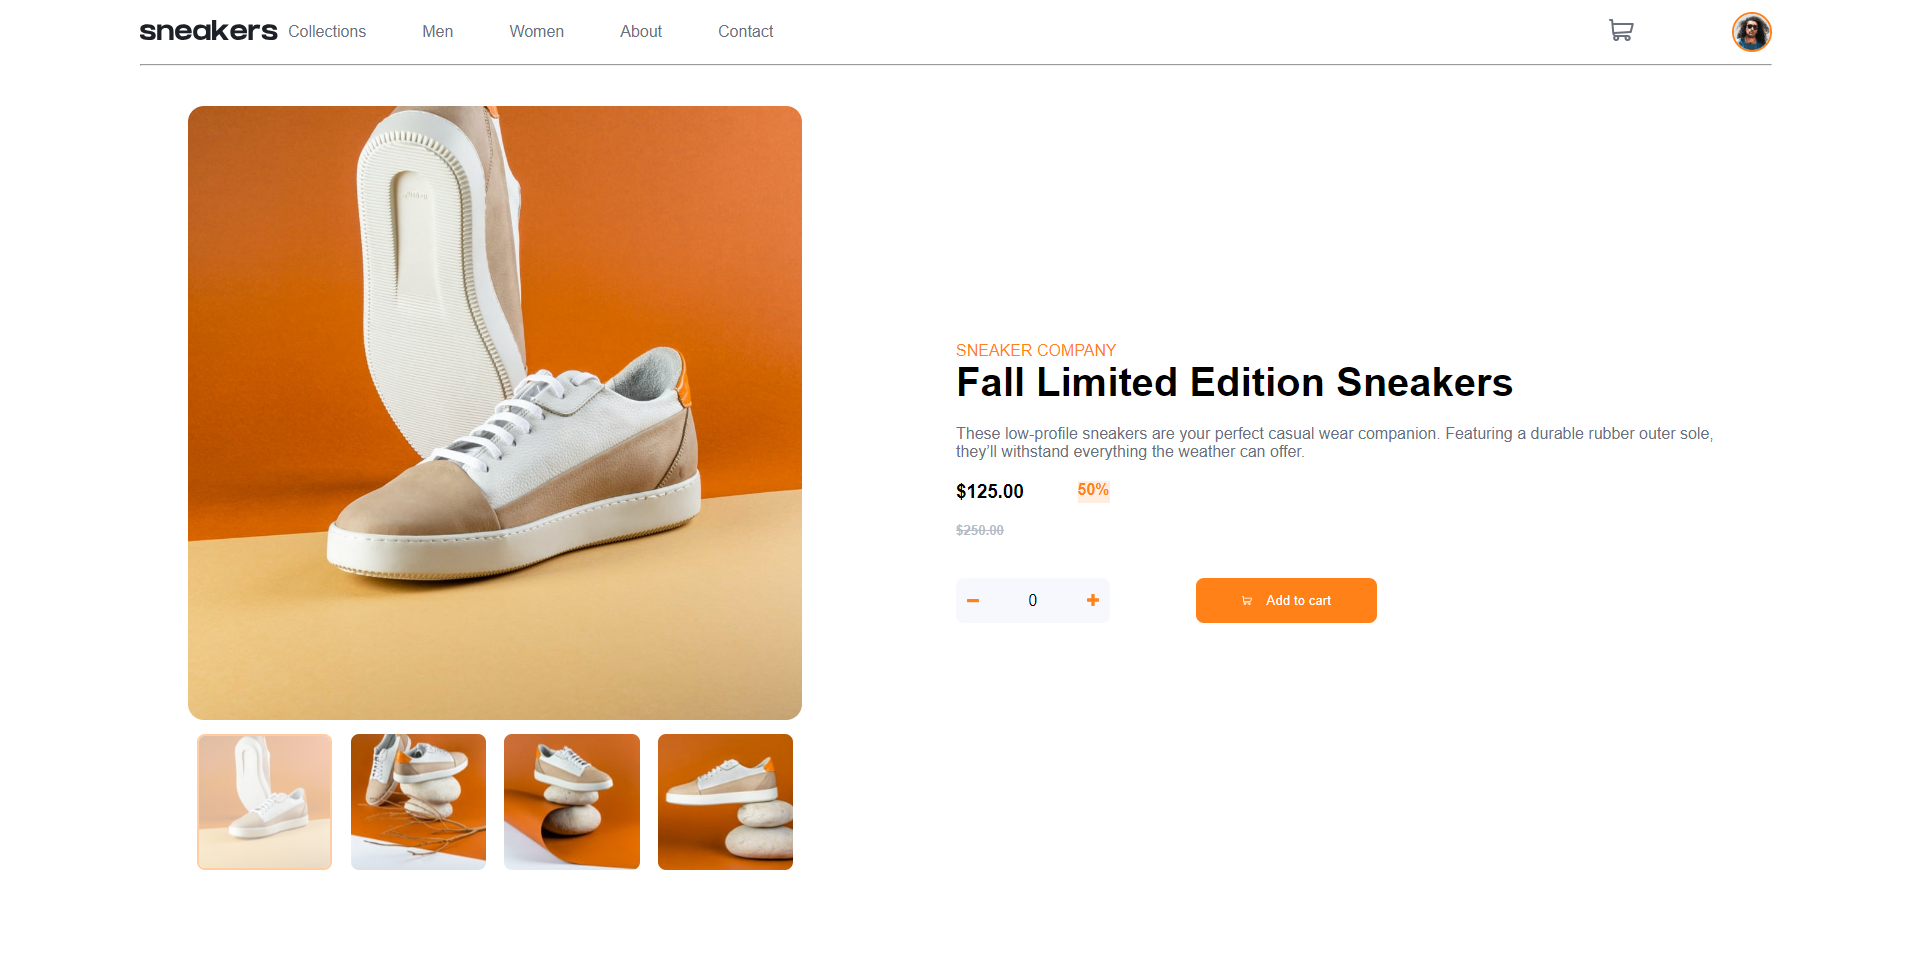 sneakers Collections Men Women About Contact
SNEAKER COMPANY
Fall Limited Edition Sneakers
These low-profile sneakers are your perfect casual wear companion. Featuring a durable rubber outer sole,
they’ll withstand everything the weather can offer.
$125.00 50%
$250.00
0 Add to cart